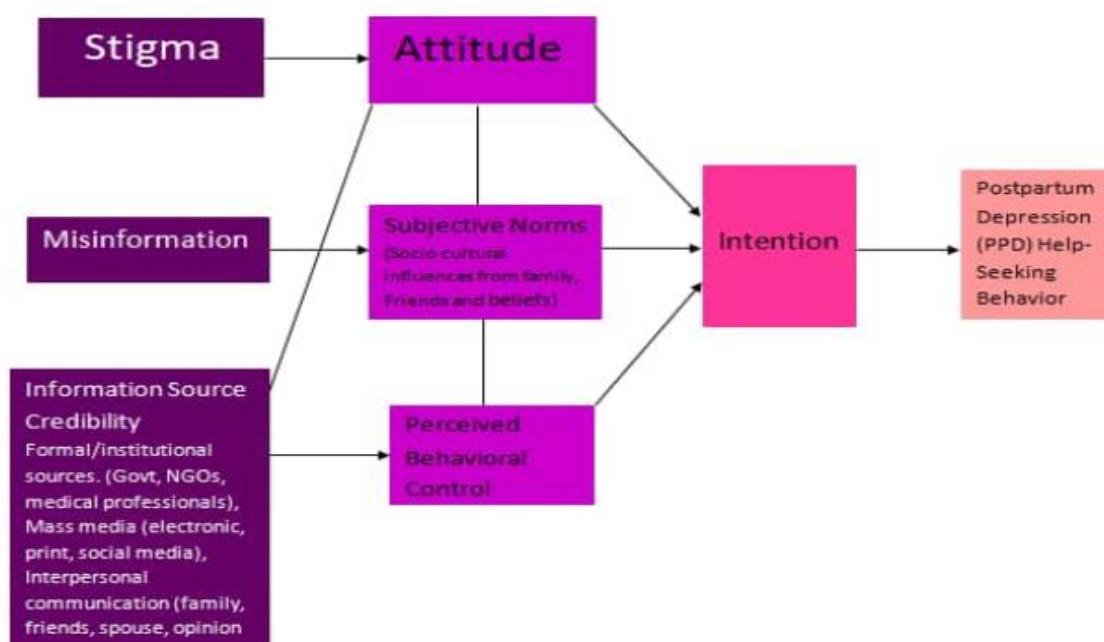 Stigma
Attitude
Misinformation
Subjective Norms
(Socio cultural
influences from family,
Friends and beliefs)
Intention
Postpartum
Depression
(PPD) Help-
Seeking
Behavior
Information Source
Credibility
Formal/institutional
sources. (Govt, NGOs,
medical professionals),
Mass media (electronic,
print, social media),
Interpersonal
communication (family,
friends, spouse, opinion
Perceived
Behavioral
Control